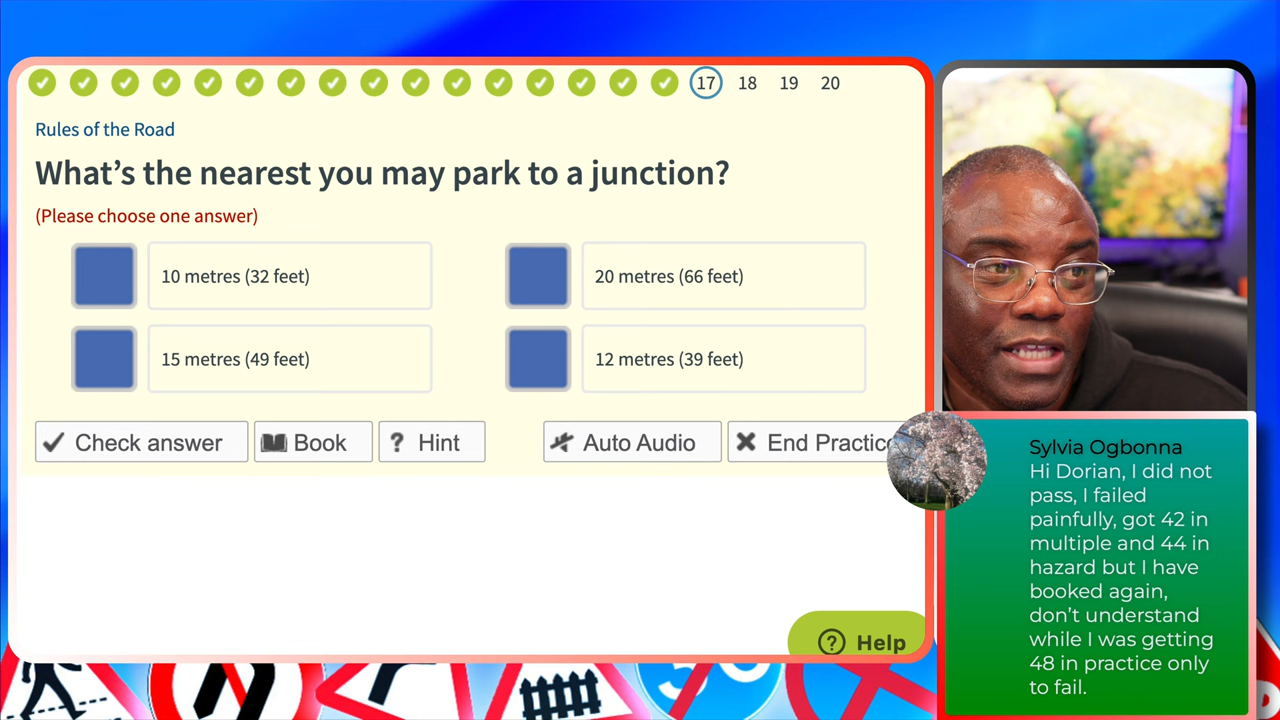 17 18 19 20
Rules of the Road
What’s the nearest you may park to a junction?
(Please choose one answer)
10 metres (32 feet)
20 metres (66 feet)
15 metres (49 feet)
12 metres (39 feet)
Check answer
Book
? Hint
Auto Audio
End Practic
? Help
Sylvia Ogbonna
Hi Dorian, I did not
pass, I failed
painfully, got 42 in
multiple and 44 in
hazard but I have
booked again,
don’t understand
while I was getting
48 in practice only
to fail.